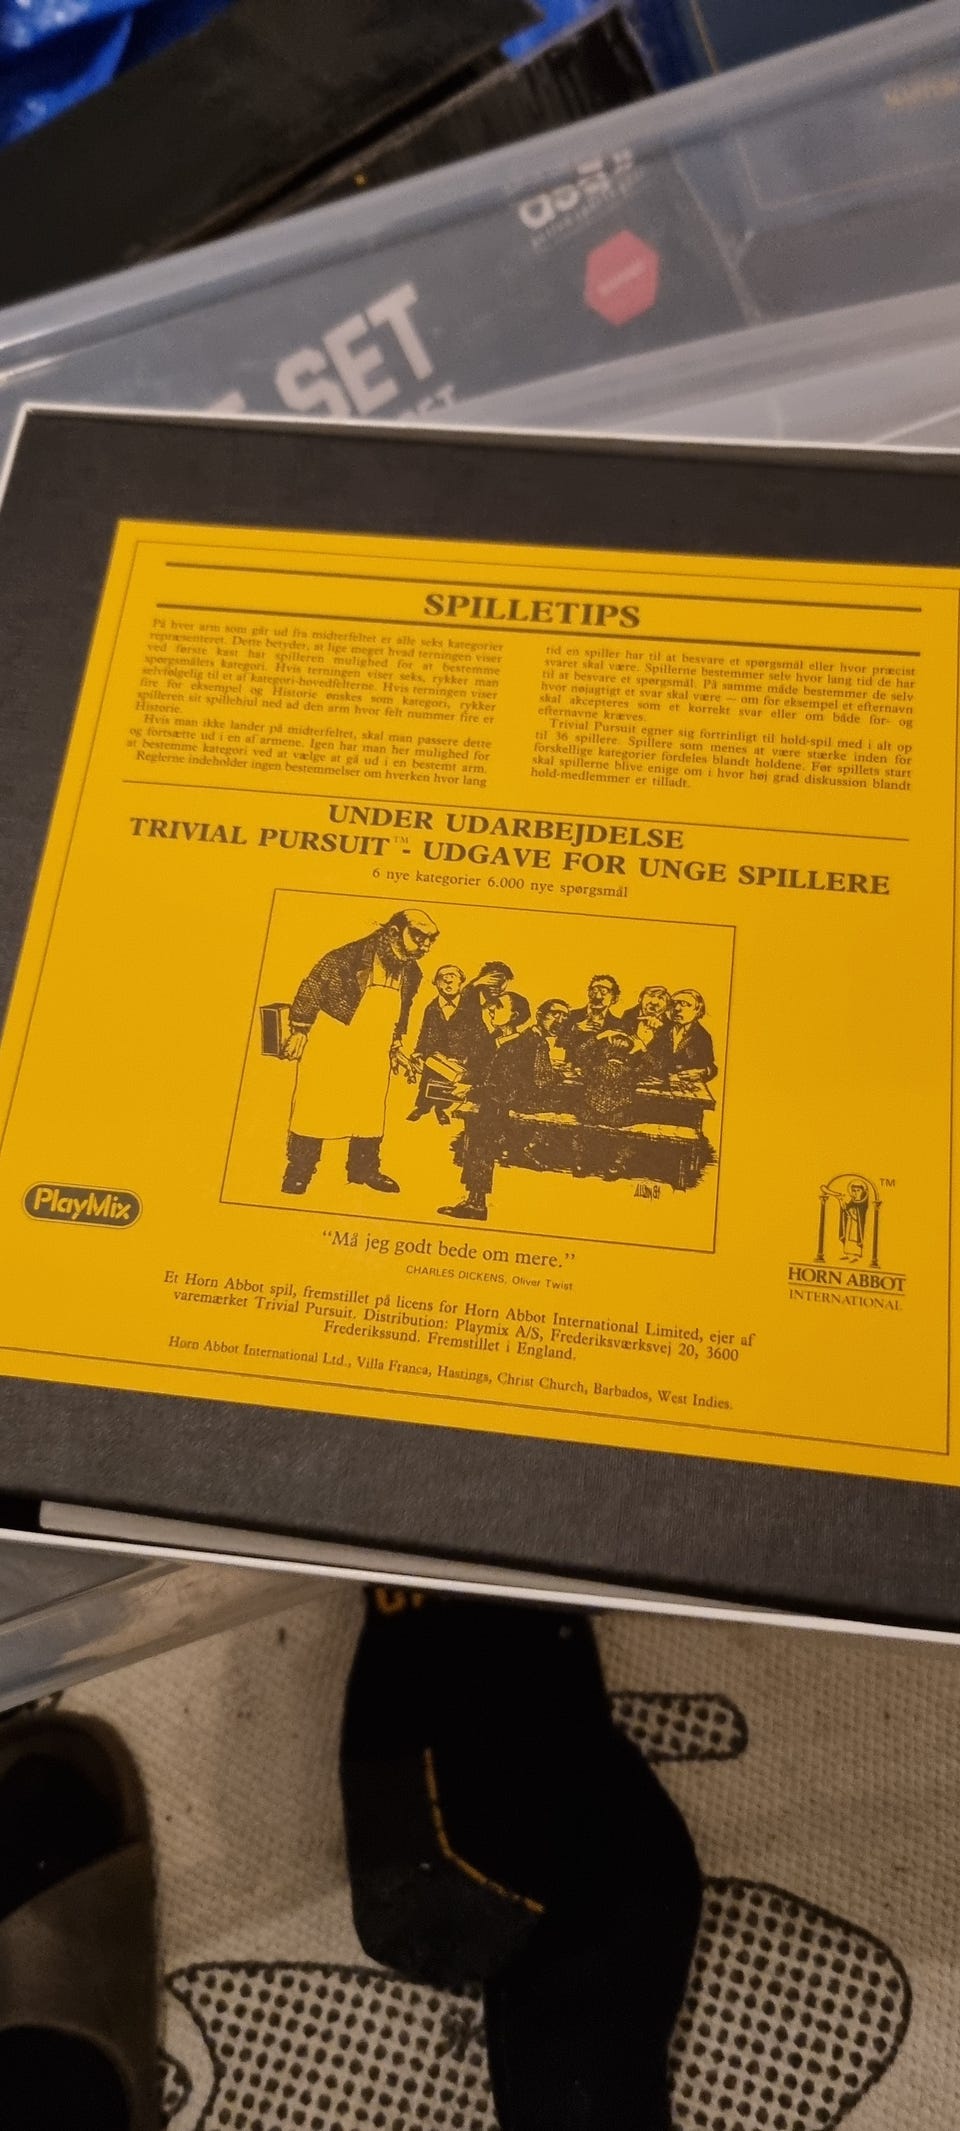 SET
SPILLETIPS
På hver arm som går ud fra midterfeltet er alle seks kategorier
repræsenteret. Dette betyder, at lige meget hvad terningen viser
ved første kast har spilleren mulighed for at bestemme
spørgsmålets kategori. Hvis terningen viser seks, rykker man
selvfølgelig til et af kategori-hovedfelterne. Hvis terningen viser
fire for eksempel og Historie ønskes som kategori, rykker
spilleren sit spillehjul ned ad den arm hvor felt nummer fire er
Historie.
Hvis man ikke lander på midterfeltet, skal man passere dette
og fortsætte ud i en af armene. Igen har man her mulighed for
at bestemme kategori ved at vælge at gå ud i en bestemt arm.
Reglerne indeholder ingen bestemmelser om hverken hvor lang
tid en spiller har til at besvare et spørgsmål eller hvor præcist
svaret skal være. Spillerne bestemmer selv hvor lang tid de har
til at besvare et spørgsmål. På samme måde bestemmer de selv
hvor nøjagtigt et svar skal være — om for eksempel et efternavn
skal akcepteres som et korrekt svar eller om både for- og
efternavne kræves.
Trivial Pursuit egner sig fortrinligt til hold-spil med i alt op
til 36 spillere. Spillere som menes at være stærke inden for
forskellige kategorier fordeles blandt holdene. Før spillets start
skal spillerne blive enige om i hvor høj grad diskussion blandt
hold-medlemmer er tilladt.
UNDER UDARBEJDELSE
TRIVIAL PURSUIT™ - UDGAVE FOR UNGE SPILLERE
6 nye kategorier 6.000 nye spørgsmål
PlayMix
TM
HORN ABBOT
INTERNATIONAL
“Må jeg godt bede om mere.”
CHARLES DICKENS, Oliver Twist
Et Horn Abbot spil, fremstillet på licens for Horn Abbot International Limited, ejer af
varemærket Trivial Pursuit. Distribution: Playmix A/S, Frederiksværksvej 20, 3600
Frederikssund. Fremstillet i England.
Horn Abbot International Ltd., Villa Franca, Hastings, Christ Church, Barbados, West Indies.